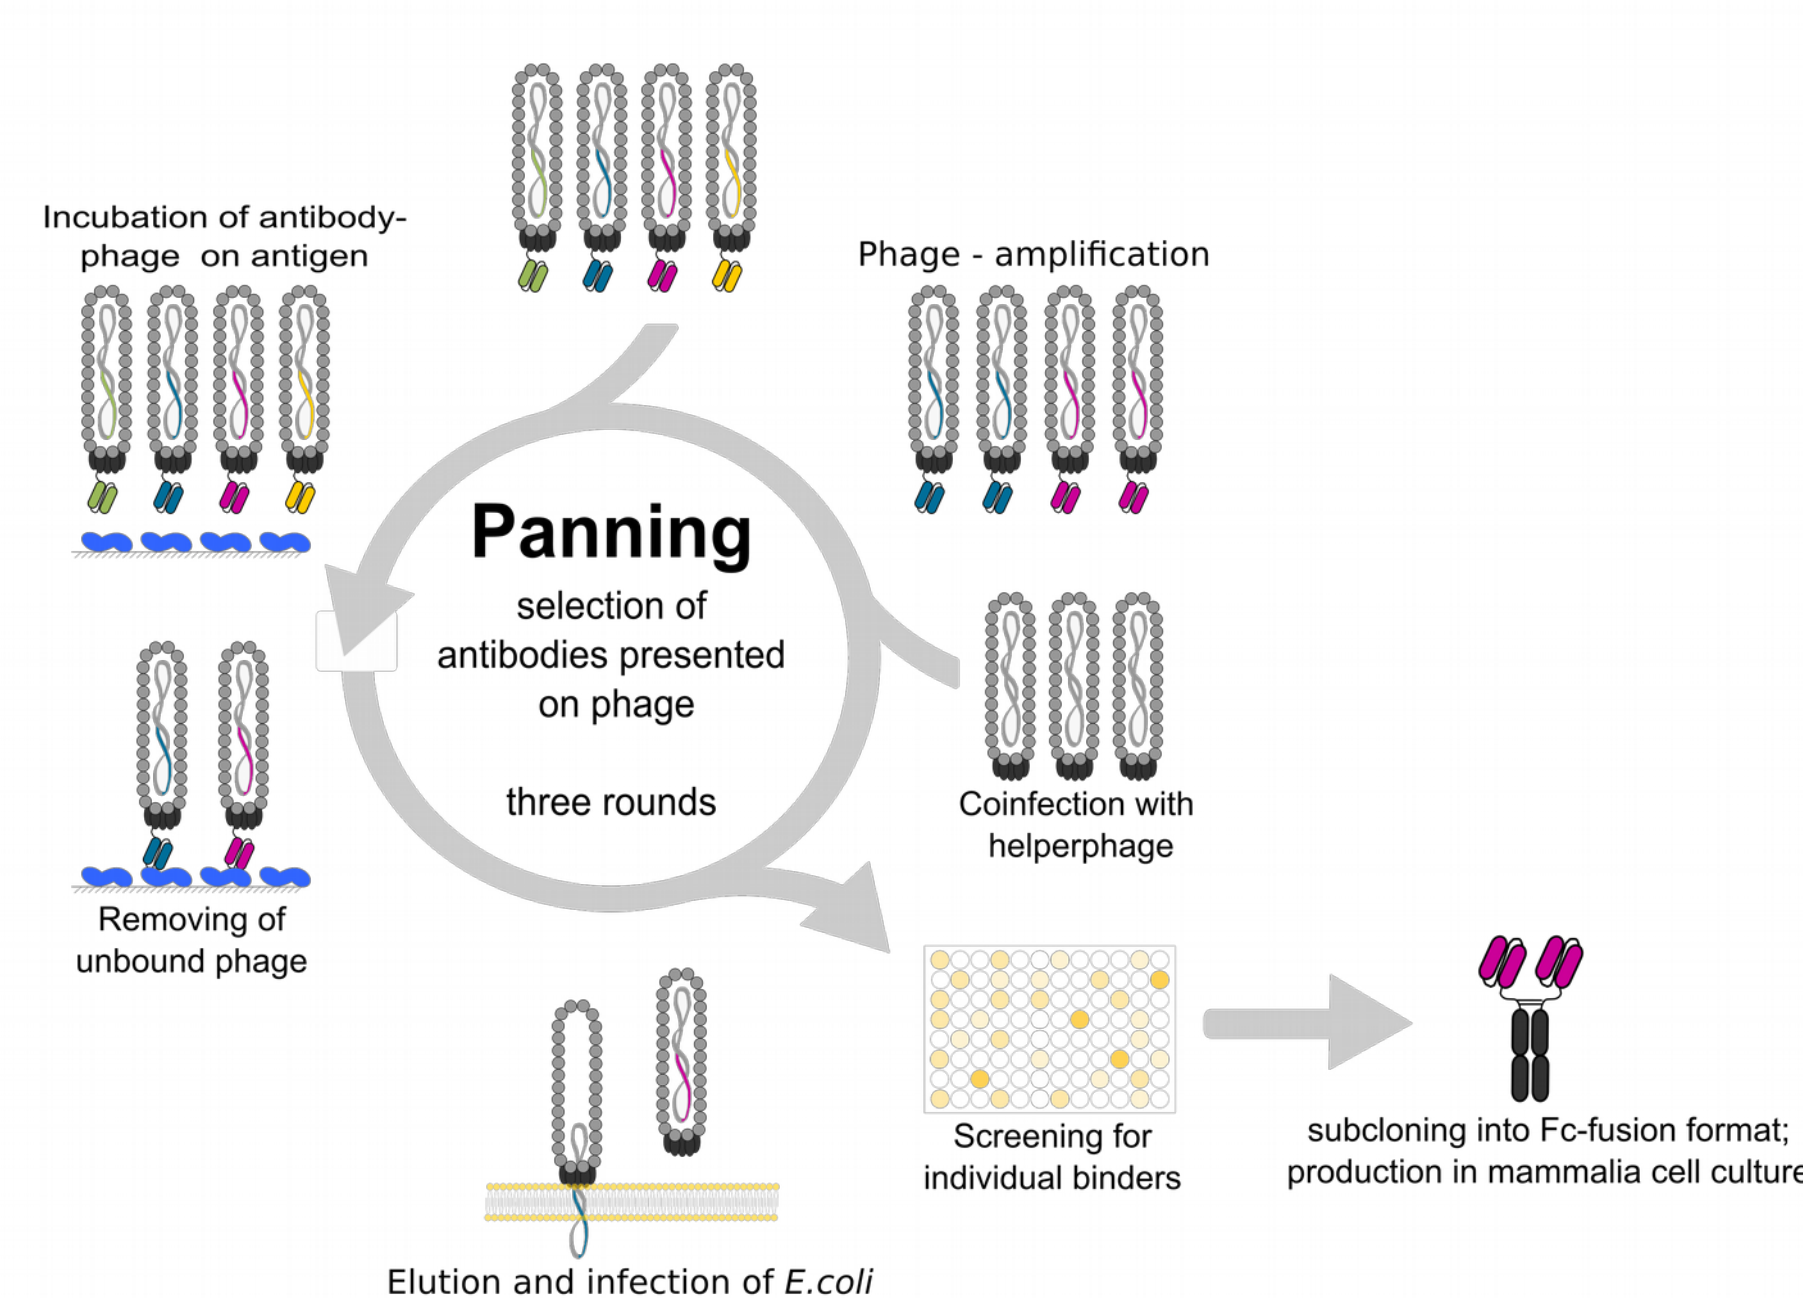 Incubation of antibody-
phage on antigen
Phage - amplification
Panning
selection of
antibodies presented
on phage
three rounds
Coinfection with
helperphage
Removing of
unbound phage
Screening for
individual binders
subcloning into Fc-fusion format;
production in mammalia cell culture
Elution and infection of E.coli